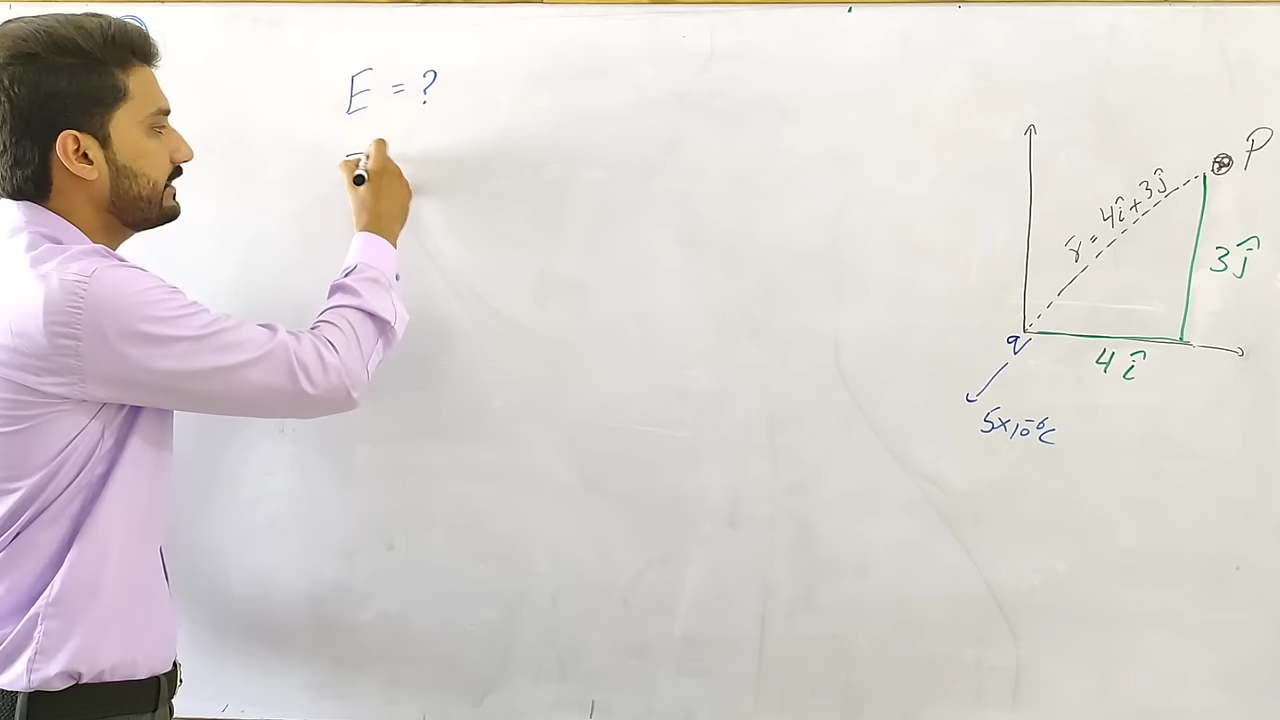 E = ?
P
r̄ = 4î+3ĵ
3ĵ
q
4î
5×10⁻⁶C